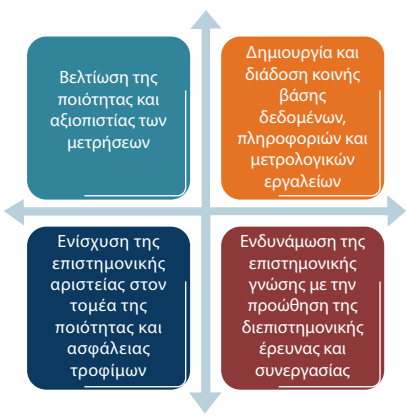 Βελτίωση της
ποιότητας και
αξιοπιστίας των
μετρήσεων
Δημιουργία και
διάδοση κοινής
βάσης
δεδομένων,
πληροφοριών και
μετρολογικών
εργαλείων
Ενίσχυση της
επιστημονικής
αριστείας στον
τομέα της
ποιότητας και
ασφάλειας
τροφίμων
Ενδυνάμωση της
επιστημονικής
γνώσης με την
προώθηση της
διεπιστημονικής
έρευνας και
συνεργασίας